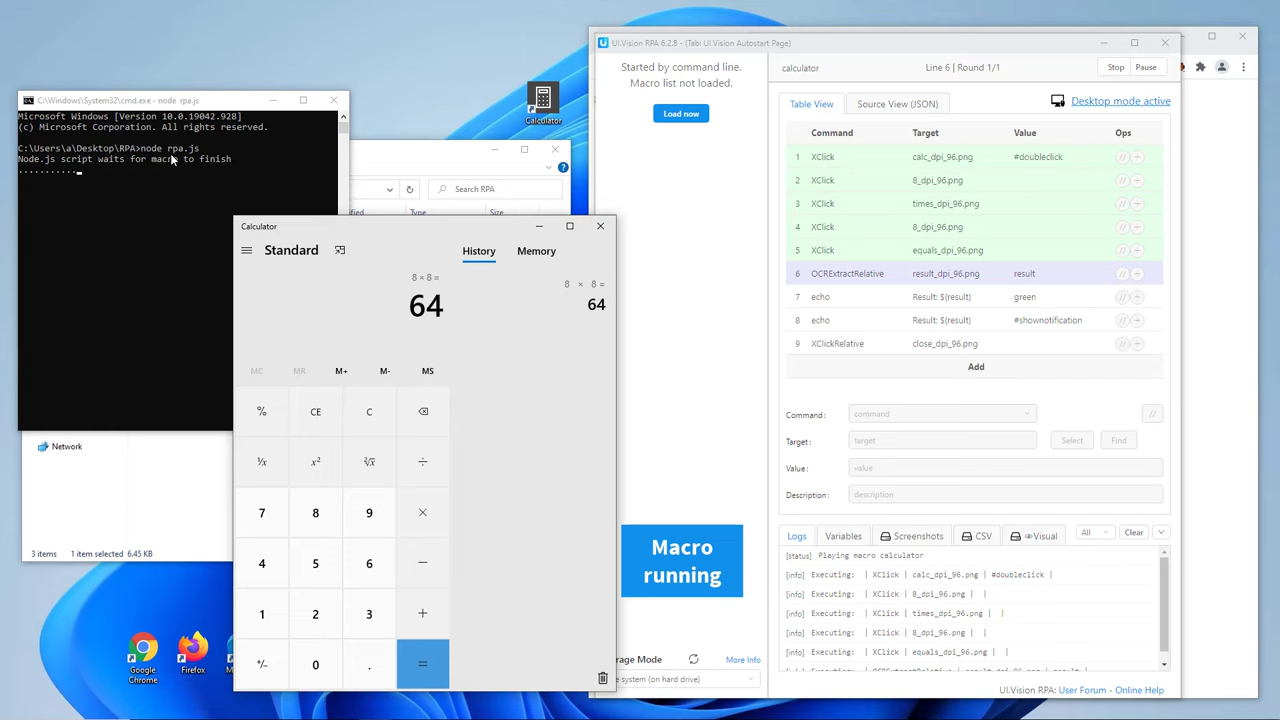 C:\Windows\System32\cmd.exe - node rpa.js
Microsoft Windows [Version 10.0.19042.928]
(c) Microsoft Corporation. All rights reserved.
C:\Users\a\Desktop\RPA>node rpa.js
Node.js script waits for macro to finish
...........
Calculator
Search RPA
Type
Size
Network
3 items
1 item selected 6.45 KB
Google
Chrome
Firefox
Calculator
Standard
History
Memory
8 × 8 =
64
8 × 8 =
64
MC
MR
M+
M-
MS
%
CE
C
⌫
¹/x
x²
²√x
÷
7
8
9
×
4
5
6
−
1
2
3
+
+/−
0
.
=
UI.Vision RPA 6.2.8 - (Tab: UI.Vision Autostart Page)
Started by command line.
Macro list not loaded.
Load now
Macro
running
rage Mode
More Info
e system (on hard drive)
calculator
Line 6 | Round 1/1
Stop
Pause
Table View
Source View (JSON)
Desktop mode active
Command
Target
Value
Ops
1 XClick calc_dpi_96.png #doubleclick
2 XClick 8_dpi_96.png
3 XClick times_dpi_96.png
4 XClick 8_dpi_96.png
5 XClick equals_dpi_96.png
6 OCRExtractRelative result_dpi_96.png result
7 echo Result: ${result} green
8 echo Result: ${result} #shownotification
9 XClickRelative close_dpi_96.png
Add
Command:
command
//
Target:
target
Select
Find
Value:
value
Description:
description
Logs
Variables
Screenshots
CSV
Visual
All
Clear
[status] Playing macro calculator
[info] Executing: | XClick | calc_dpi_96.png | #doubleclick |
[info] Executing: | XClick | 8_dpi_96.png | |
[info] Executing: | XClick | times_dpi_96.png | |
[info] Executing: | XClick | 8_dpi_96.png | |
[info] Executing: | XClick | equals_dpi_96.png | |
[info] Executing: | OCRExtractRelative | result_dpi_96.png | result |
UI.Vision RPA: User Forum - Online Help